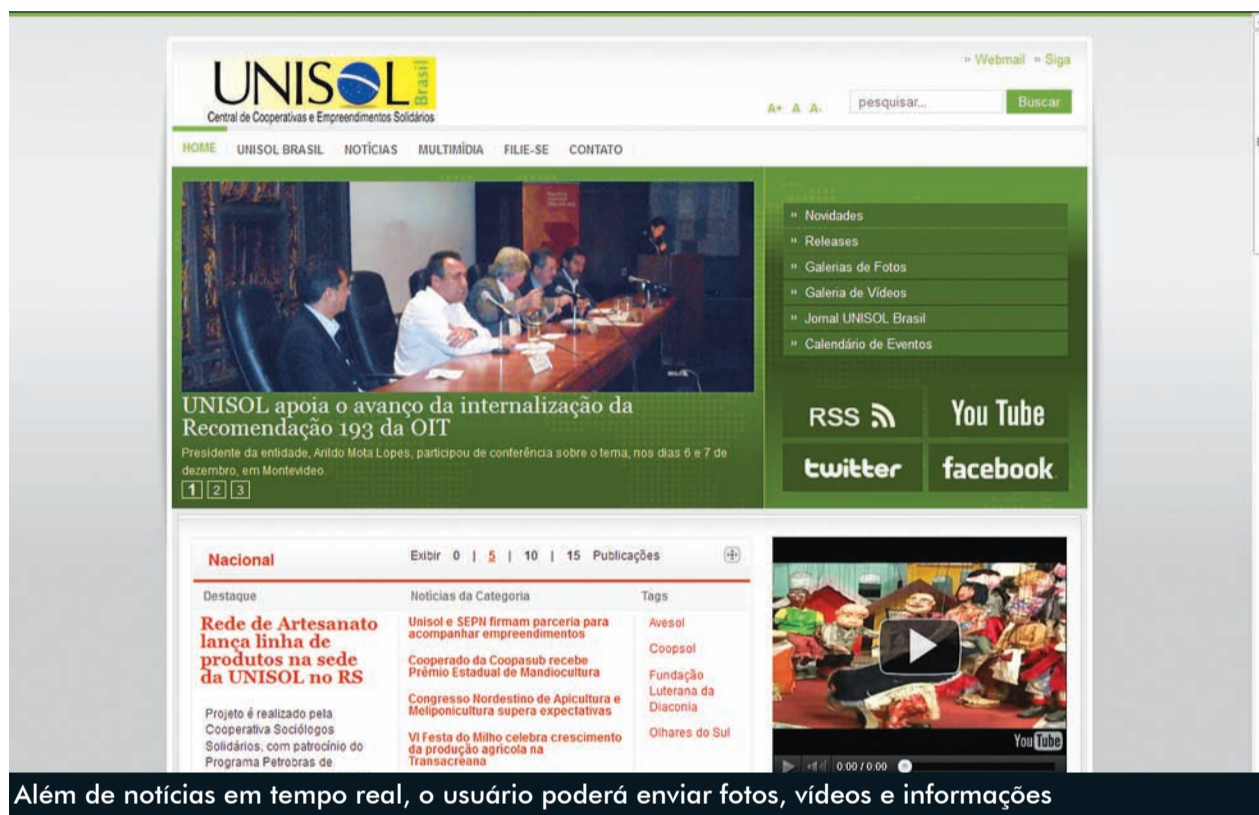 » Webmail » Siga
UNISOL Brasil
Central de Cooperativas e Empreendimentos Solidários
A+ A A-
pesquisar...
Buscar
HOME UNISOL BRASIL NOTÍCIAS MULTIMÍDIA FILIE-SE CONTATO
» Novidades
» Releases
» Galerias de Fotos
» Galeria de Vídeos
» Jornal UNISOL Brasil
» Calendário de Eventos
UNISOL apoia o avanço da internalização da
Recomendação 193 da OIT
Presidente da entidade, Arildo Mota Lopes, participou de conferência sobre o tema, nos dias 6 e 7 de
dezembro, em Montevideo.
1 2 3
RSS
You Tube
twitter
facebook
Nacional
Exibir 0 | 5 | 10 | 15 Publicações
Destaque
Rede de Artesanato
lança linha de
produtos na sede
da UNISOL no RS
Projeto é realizado pela
Cooperativa Sociólogos
Solidários, com patrocínio do
Programa Petrobras de
Notícias da Categoria
Unisol e SEPN firmam parceria para
acompanhar empreendimentos
Cooperado da Coopasub recebe
Prêmio Estadual de Mandiocultura
Congresso Nordestino de Apicultura e
Meliponicultura supera expectativas
VI Festa do Milho celebra crescimento
da produção agrícola na
Transacreana
Tags
Avesol
Coopsol
Fundação
Luterana da
Diaconia
Olhares do Sul
You Tube
0:00 / 0:00
Além de notícias em tempo real, o usuário poderá enviar fotos, vídeos e informações